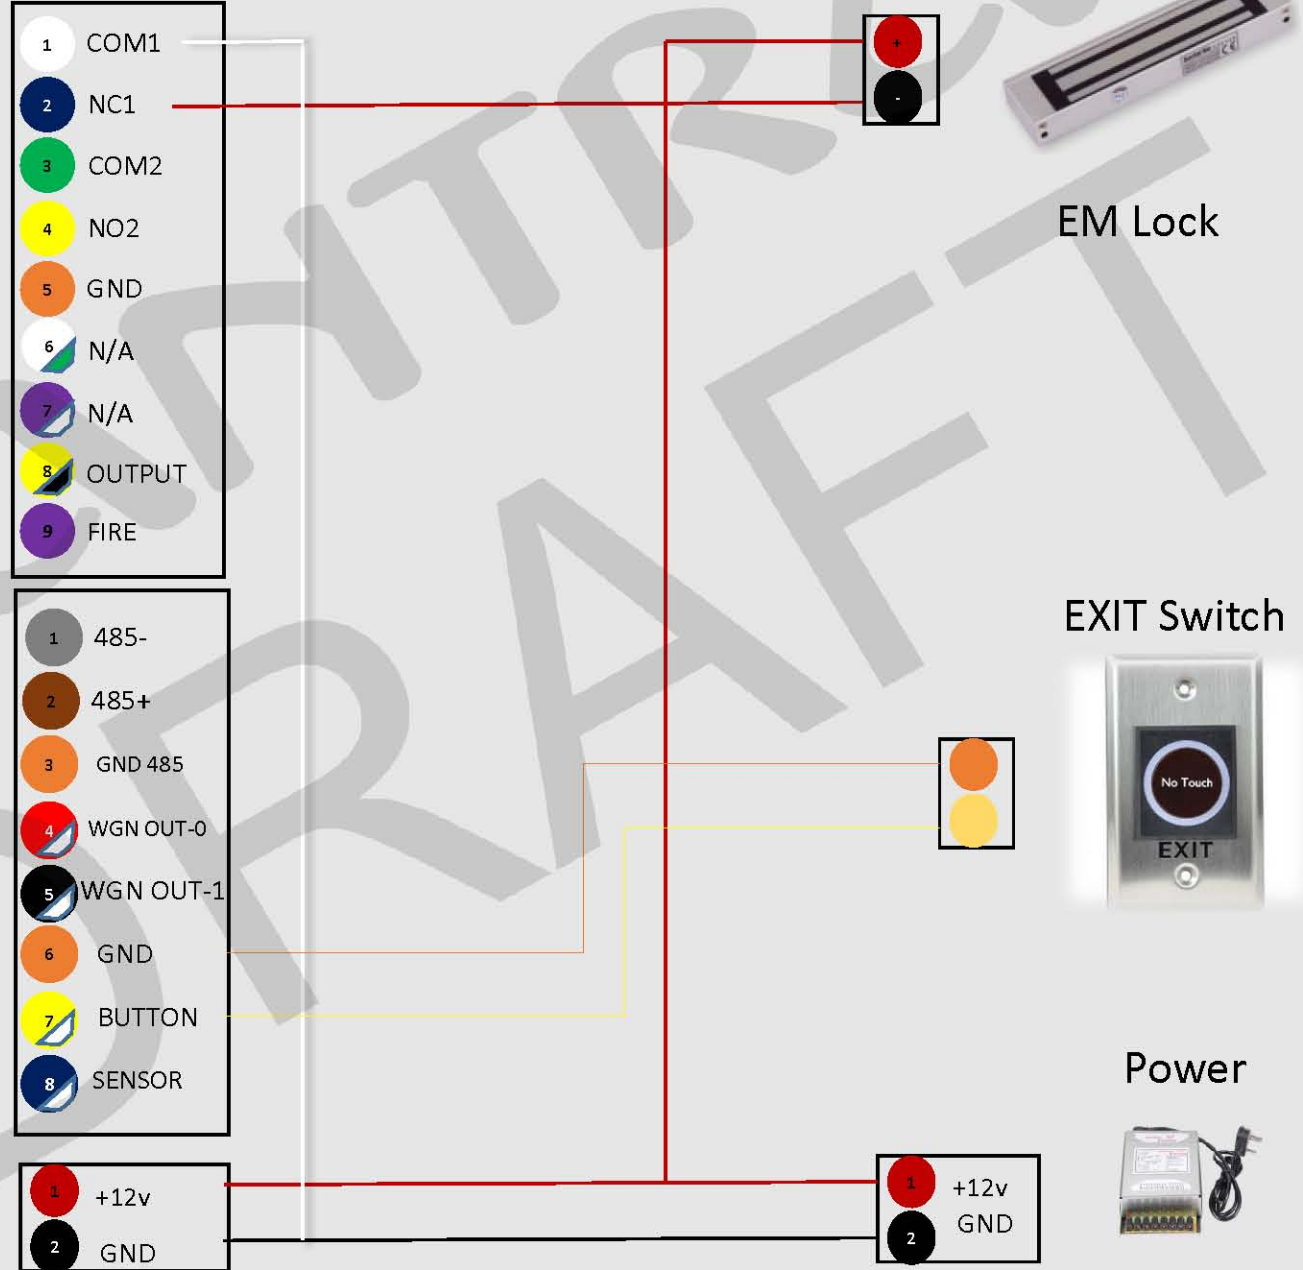 1 COM1
2 NC1
3 COM2
4 NO2
5 GND
6 N/A
7 N/A
8 OUTPUT
9 FIRE
+
-
EM Lock
1 485-
2 485+
3 GND 485
4 WGN OUT-0
5 WGN OUT-1
6 GND
7 BUTTON
8 SENSOR
EXIT Switch
No Touch
EXIT
Power
1 +12v
2 GND
1 +12v
2 GND
DRAFT